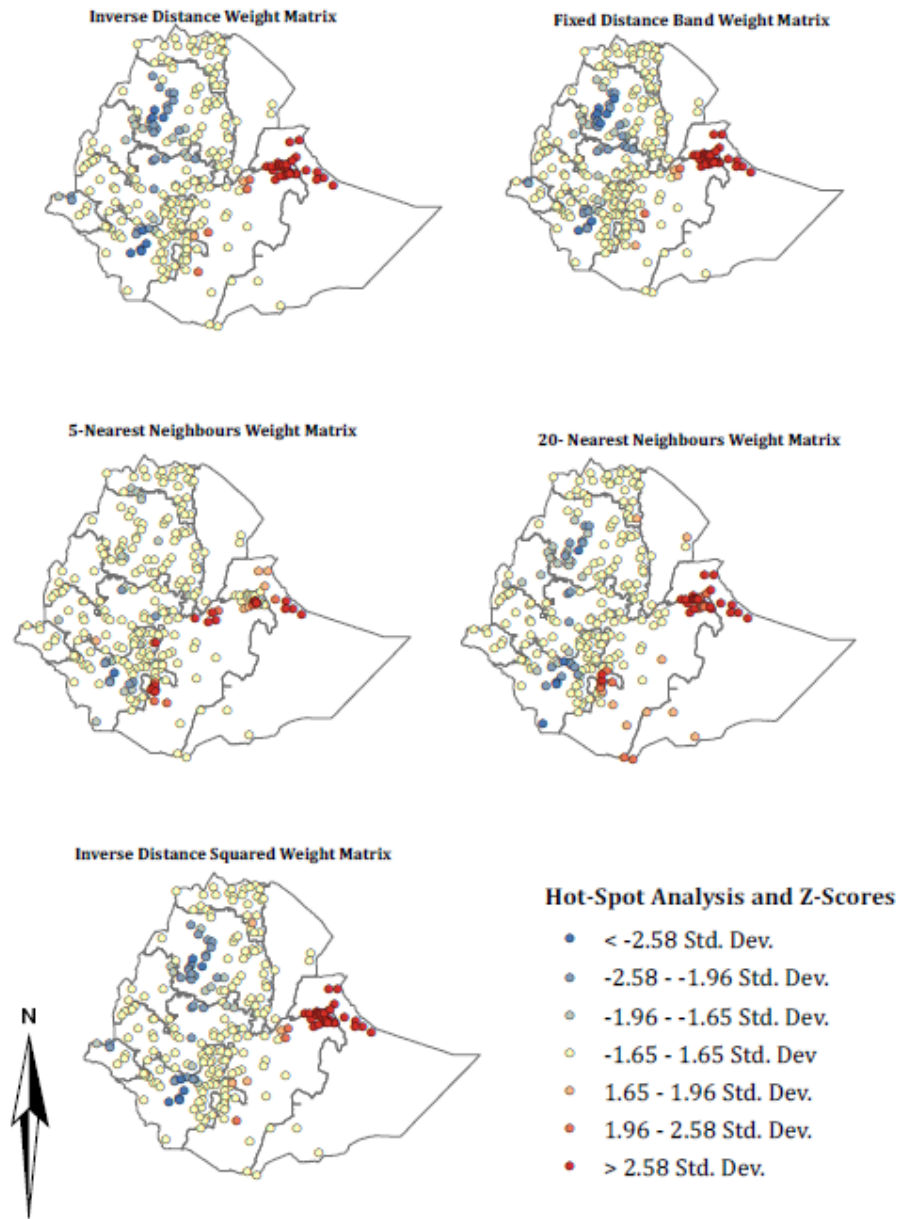 Inverse Distance Weight Matrix
Fixed Distance Band Weight Matrix
5-Nearest Neighbours Weight Matrix
20- Nearest Neighbours Weight Matrix
Inverse Distance Squared Weight Matrix
Hot-Spot Analysis and Z-Scores
< -2.58 Std. Dev.
-2.58 - -1.96 Std. Dev.
-1.96 - -1.65 Std. Dev.
-1.65 - 1.65 Std. Dev
1.65 - 1.96 Std. Dev.
1.96 - 2.58 Std. Dev.
> 2.58 Std. Dev.
N